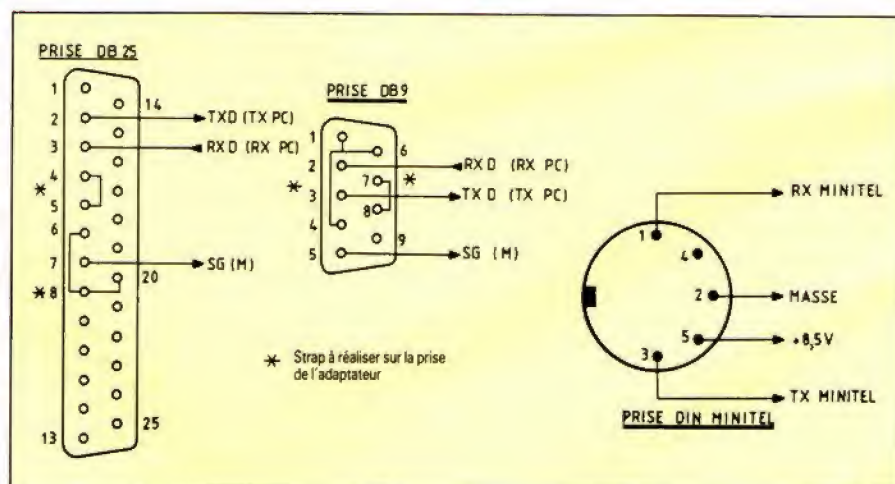 PRISE DB 25
1
14
2
TXD (TX PC)
3
RXD (RX PC)
4
*
5
6
7
SG (M)
20
* 8
13
25
PRISE DB9
1
6
2
RXD (RX PC)
7
*
*
3
TXD (TX PC)
8
4
9
5
SG (M)
* Strap à réaliser sur la prise
de l'adaptateur
RX MINITEL
1
4
2
MASSE
5
+8,5V
3
TX MINITEL
PRISE DIN MINITEL